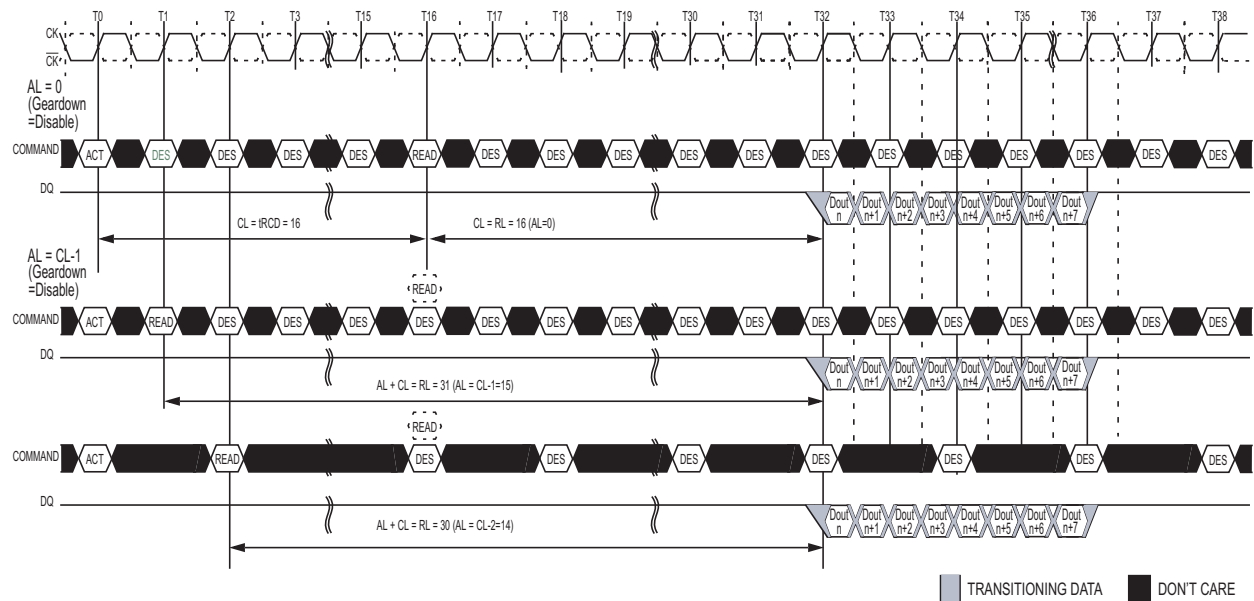 T0 T1 T2 T3 T15 T16 T17 T18 T19 T30 T31 T32 T33 T34 T35 T36 T37 T38
CK
CK
AL = 0
(Geardown
=Disable)
COMMAND ACT DES DES DES DES READ DES DES DES DES DES DES DES DES DES DES DES DES
DQ
Dout Dout Dout Dout Dout Dout Dout Dout
n n+1 n+2 n+3 n+4 n+5 n+6 n+7
CL = tRCD = 16 CL = RL = 16 (AL=0)
AL = CL-1
(Geardown
=Disable)
READ
COMMAND ACT READ DES DES DES DES DES DES DES DES DES DES DES DES DES DES DES DES
DQ
Dout Dout Dout Dout Dout Dout Dout Dout
n n+1 n+2 n+3 n+4 n+5 n+6 n+7
AL + CL = RL = 31 (AL = CL-1=15)
READ
COMMAND ACT READ DES DES DES DES DES DES DES
DQ
Dout Dout Dout Dout Dout Dout Dout Dout
n n+1 n+2 n+3 n+4 n+5 n+6 n+7
AL + CL = RL = 30 (AL = CL-2=14)
TRANSITIONING DATA DON'T CARE